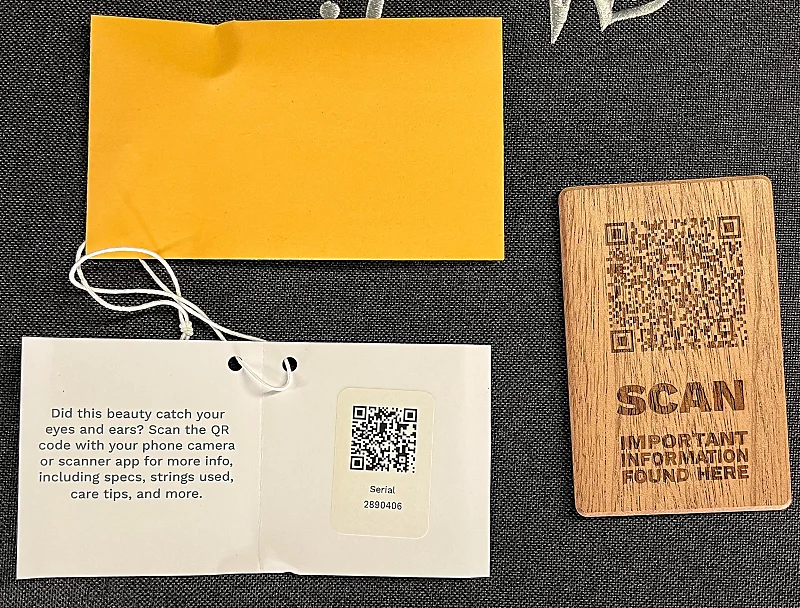 Did this beauty catch your
eyes and ears? Scan the QR
code with your phone camera
or scanner app for more info,
including specs, strings used,
care tips, and more.
Serial
2890406
SCAN
IMPORTANT
INFORMATION
FOUND HERE